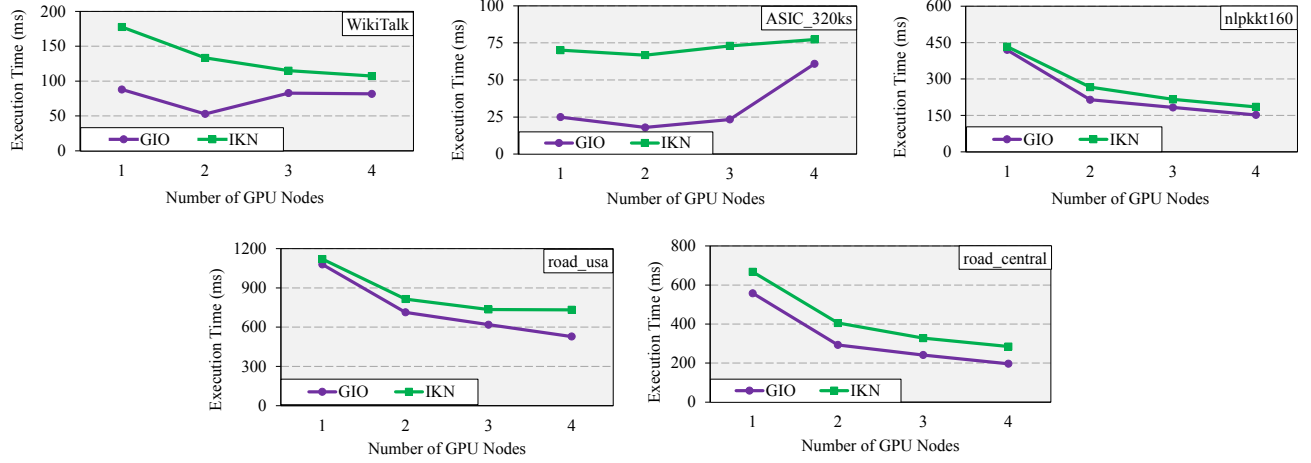 WikiTalk
Execution Time (ms)
200
150
100
50
0
GIO IKN
1 2 3 4
Number of GPU Nodes
ASIC_320ks
Execution Time (ms)
100
75
50
25
0
GIO IKN
1 2 3 4
Number of GPU Nodes
nlpkkt160
Execution Time (ms)
600
450
300
150
0
GIO IKN
1 2 3 4
Number of GPU Nodes
road_usa
Execution Time (ms)
1200
900
600
300
0
GIO IKN
1 2 3 4
Number of GPU Nodes
road_central
Execution Time (ms)
800
600
400
200
0
GIO IKN
1 2 3 4
Number of GPU Nodes